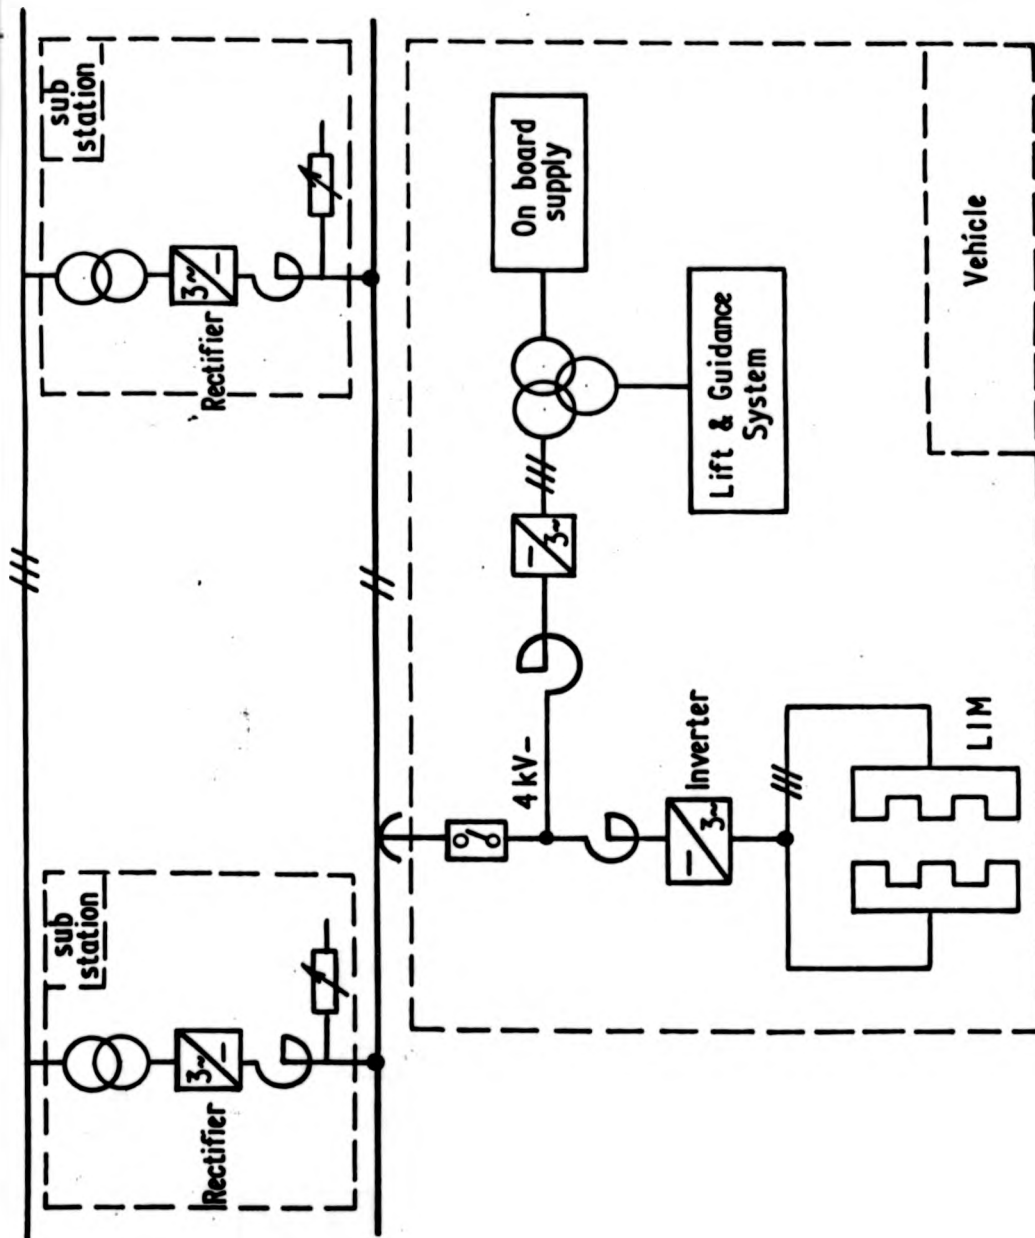 sub
station
3~
–
Rectifier
sub
station
3~
–
Rectifier
4 kV–
–
3~
On board
supply
–
3~
Inverter
Lift & Guidance
System
LIM
Vehicle